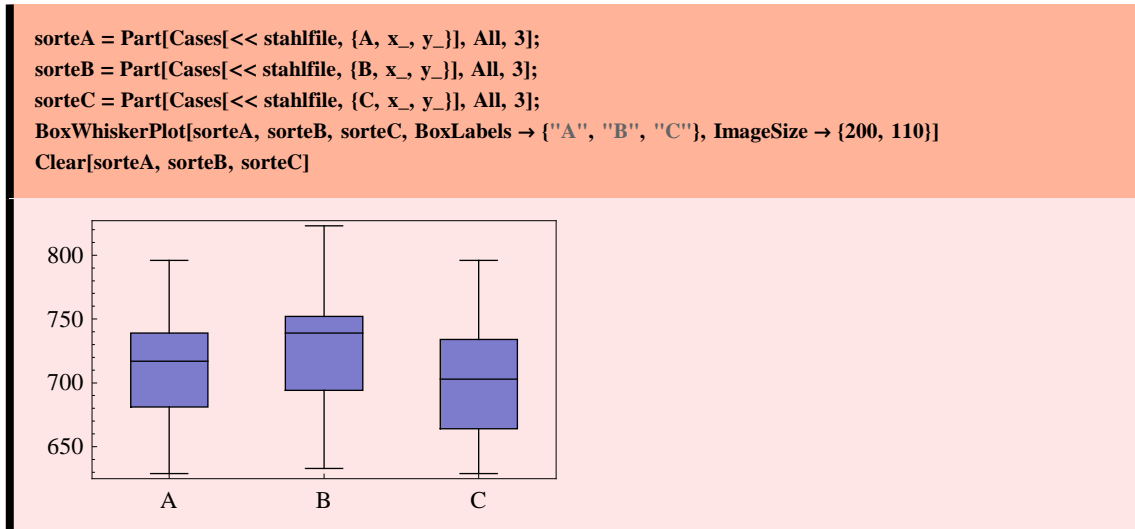 sorteA = Part[Cases[<< stahlfile, {A, x_, y_}], All, 3];
sorteB = Part[Cases[<< stahlfile, {B, x_, y_}], All, 3];
sorteC = Part[Cases[<< stahlfile, {C, x_, y_}], All, 3];
BoxWhiskerPlot[sorteA, sorteB, sorteC, BoxLabels → {"A", "B", "C"}, ImageSize → {200, 110}]
Clear[sorteA, sorteB, sorteC]
800
750
700
650
A B C